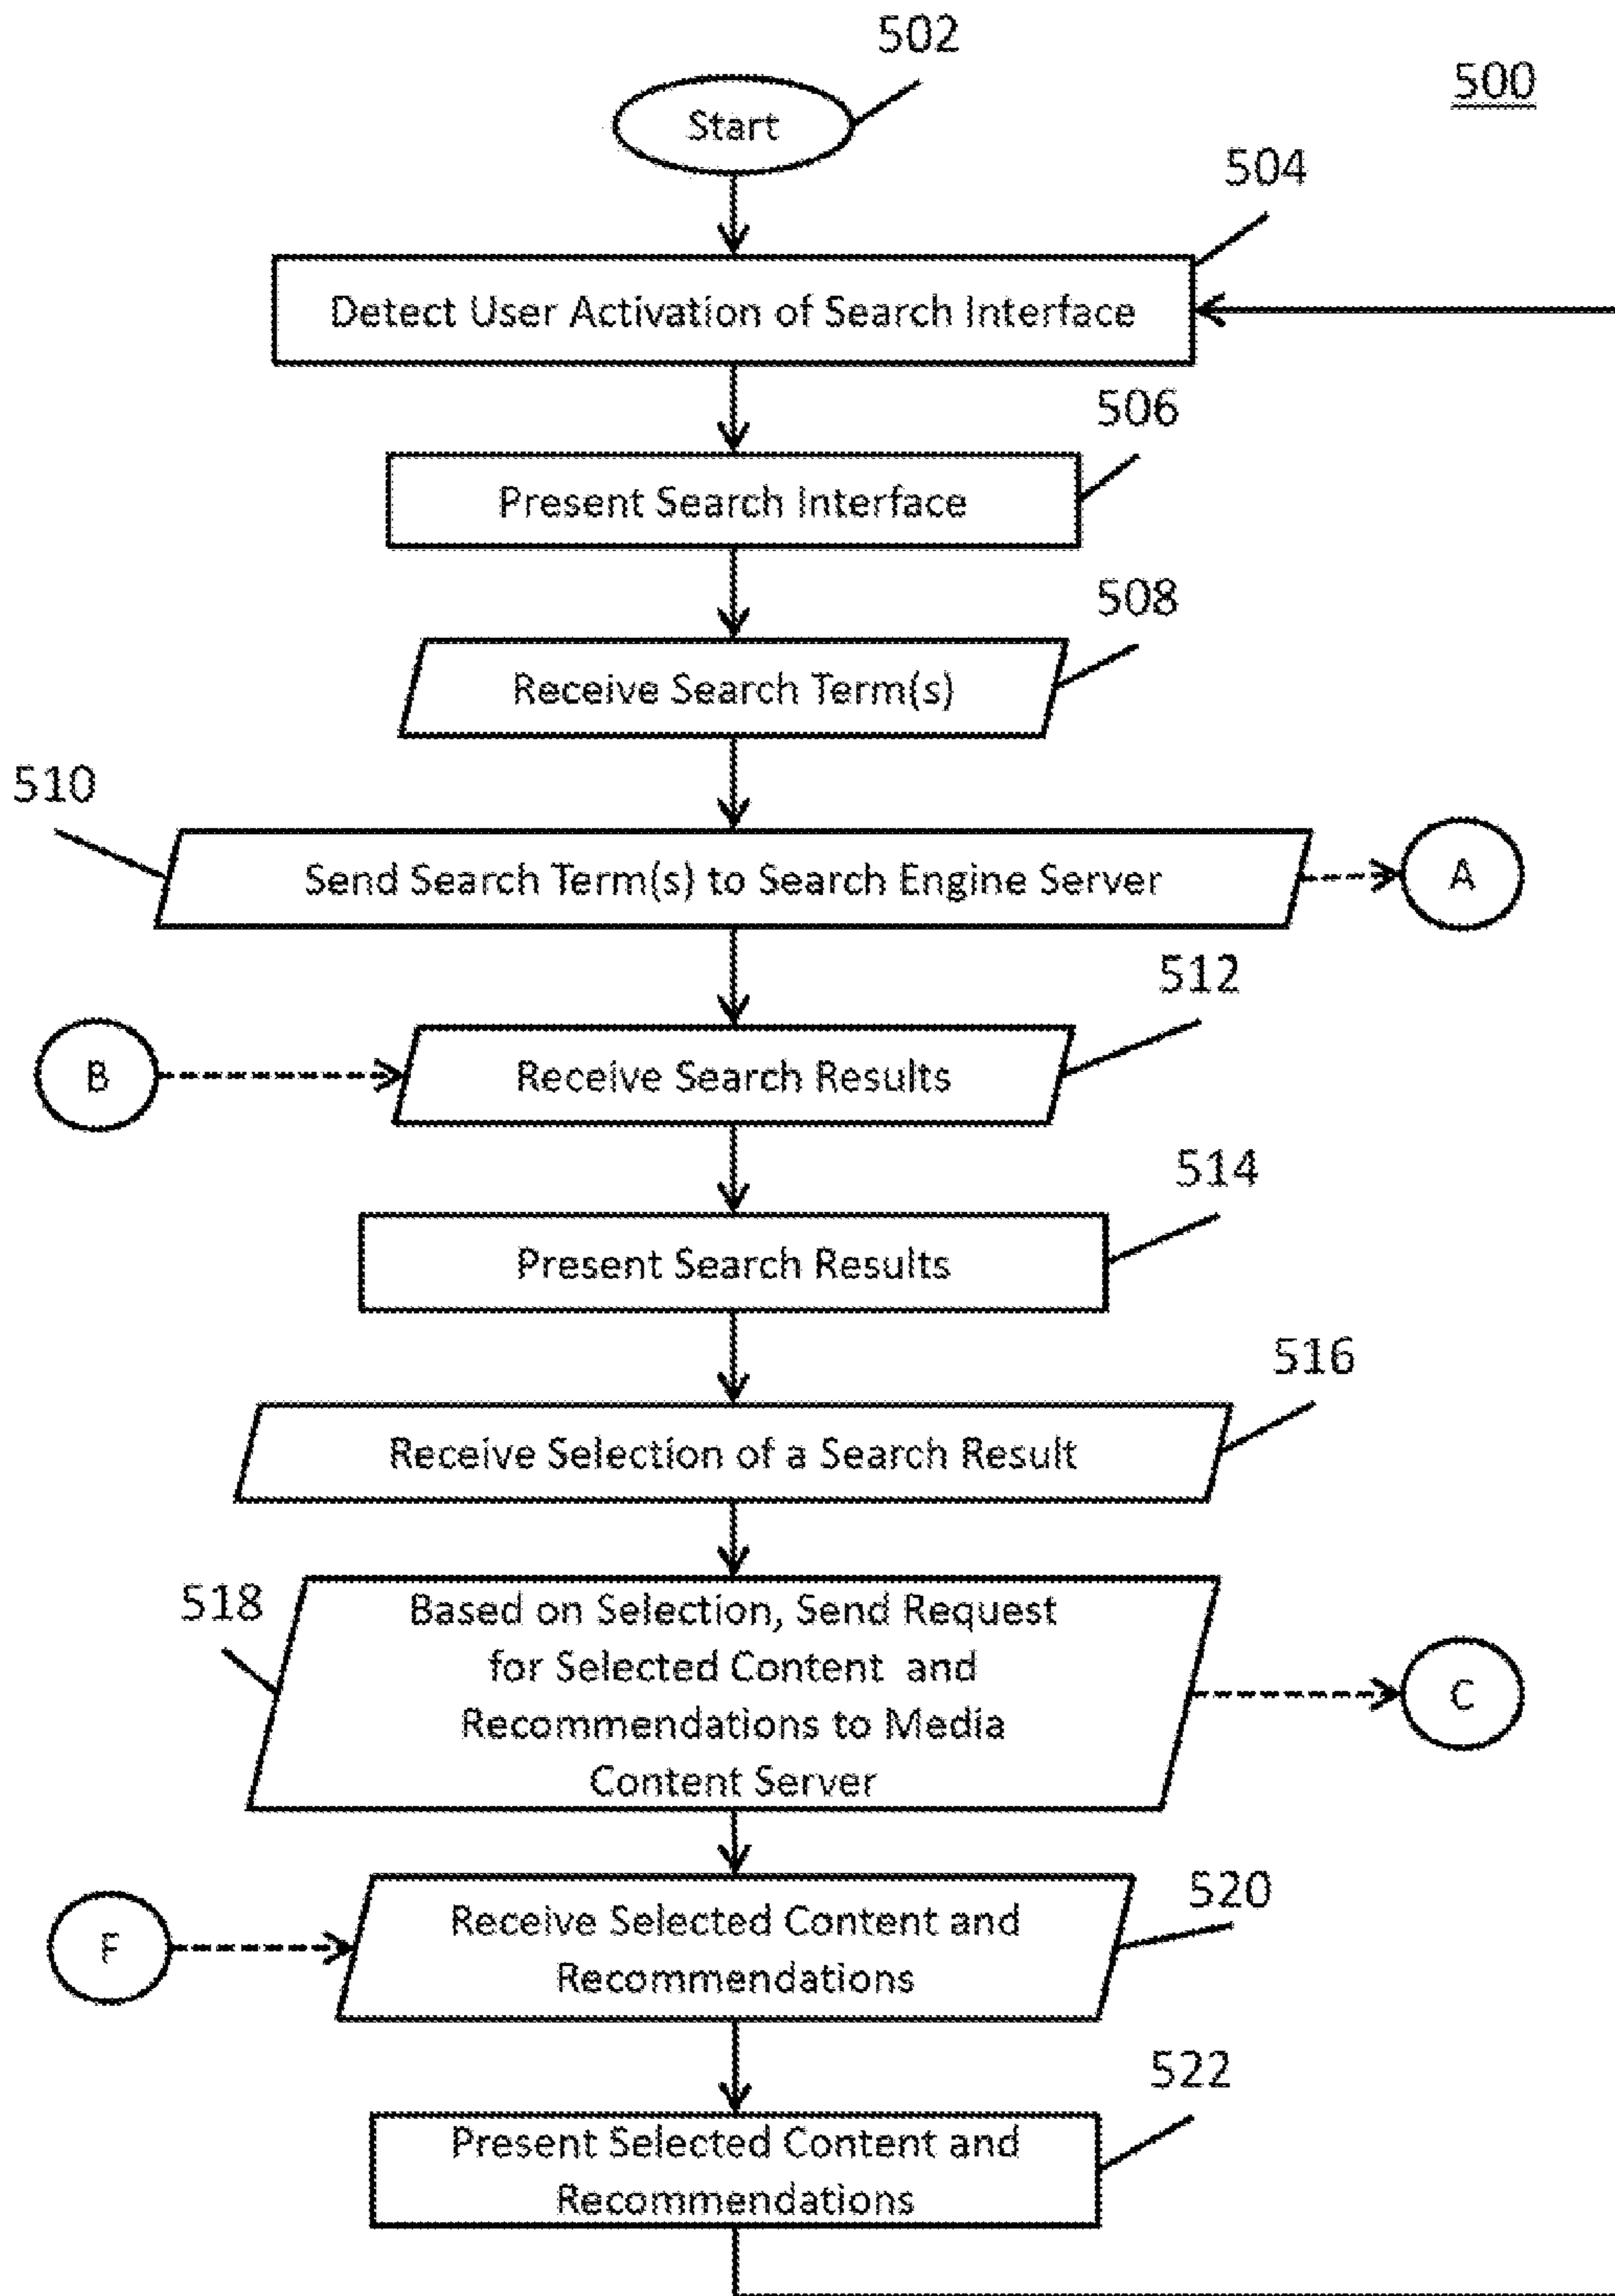 502
500
Start
504
Detect User Activation of Search Interface
506
Present Search Interface
508
Receive Search Term(s)
510
Send Search Term(s) to Search Engine Server
A
512
B
Receive Search Results
514
Present Search Results
516
Receive Selection of a Search Result
518
Based on Selection, Send Request
for Selected Content and
Recommendations to Media
Content Server
C
520
F
Receive Selected Content and
Recommendations
522
Present Selected Content and
Recommendations